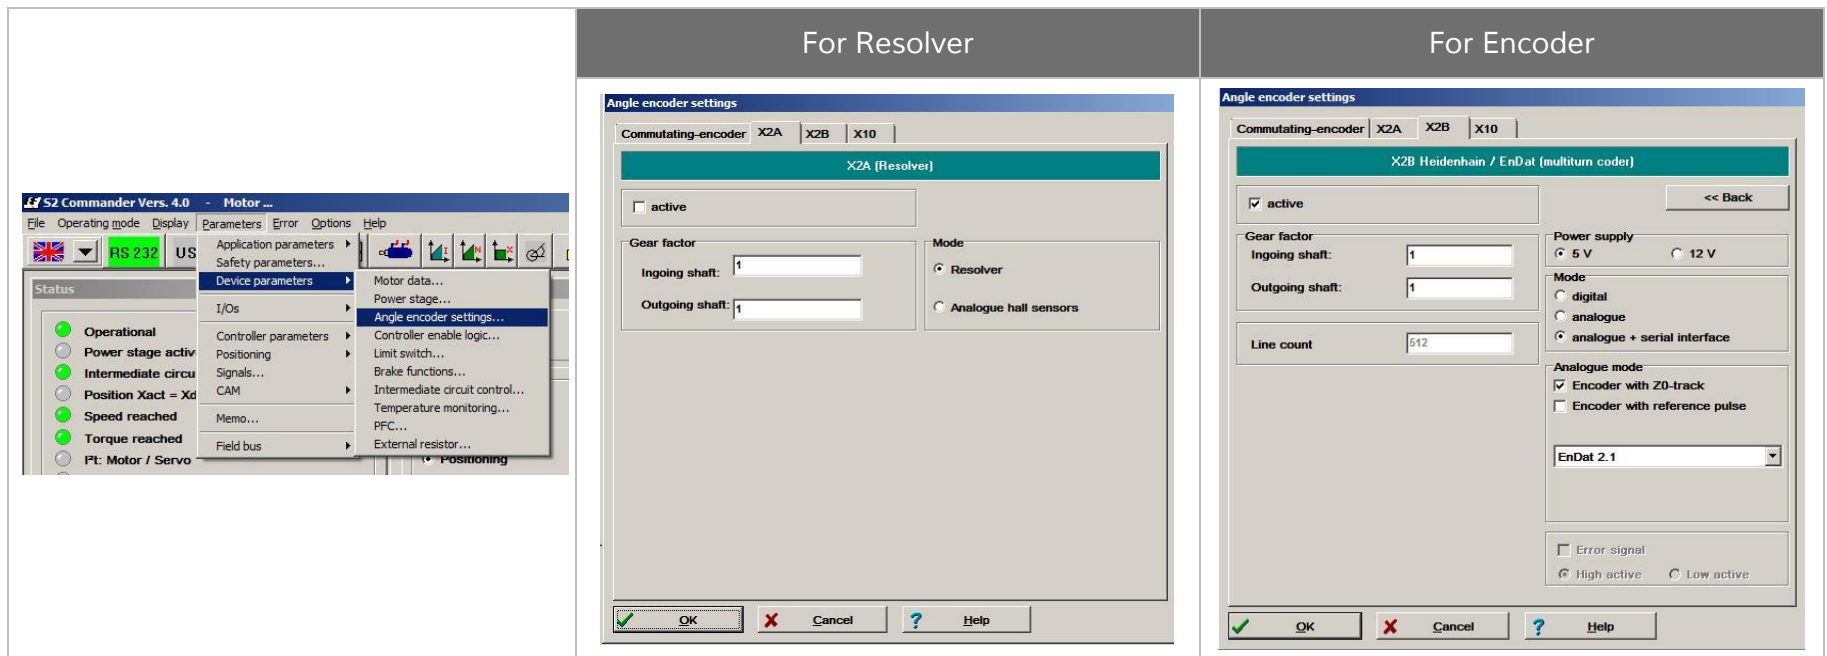 For Resolver
For Encoder
S2 Commander Vers. 4.0 - Motor ...
File Operating mode Display Parameters Error Options Help
RS 232 US
Application parameters
Safety parameters...
Device parameters
I/Os
Controller parameters
Positioning
Signals...
CAM
Memo...
Field bus
Motor data...
Power stage...
Angle encoder settings...
Controller enable logic...
Limit switch...
Brake functions...
Intermediate circuit control...
Temperature monitoring...
PFC...
External resistor...
Status
Operational
Power stage activ
Intermediate circu
Position Xact = Xd
Speed reached
Torque reached
I²t: Motor / Servo
Positioning
Angle encoder settings
Commutating-encoder X2A X2B X10
X2A (Resolver)
active
Gear factor
Ingoing shaft: 1
Outgoing shaft: 1
Mode
Resolver
Analogue hall sensors
OK Cancel Help
Angle encoder settings
Commutating-encoder X2A X2B X10
X2B Heidenhain / EnDat (multiturn coder)
active
<< Back
Gear factor
Ingoing shaft: 1
Outgoing shaft: 1
Line count 512
Power supply
5 V 12 V
Mode
digital
analogue
analogue + serial interface
Analogue mode
Encoder with Z0-track
Encoder with reference pulse
EnDat 2.1
Error signal
High active Low active
OK Cancel Help